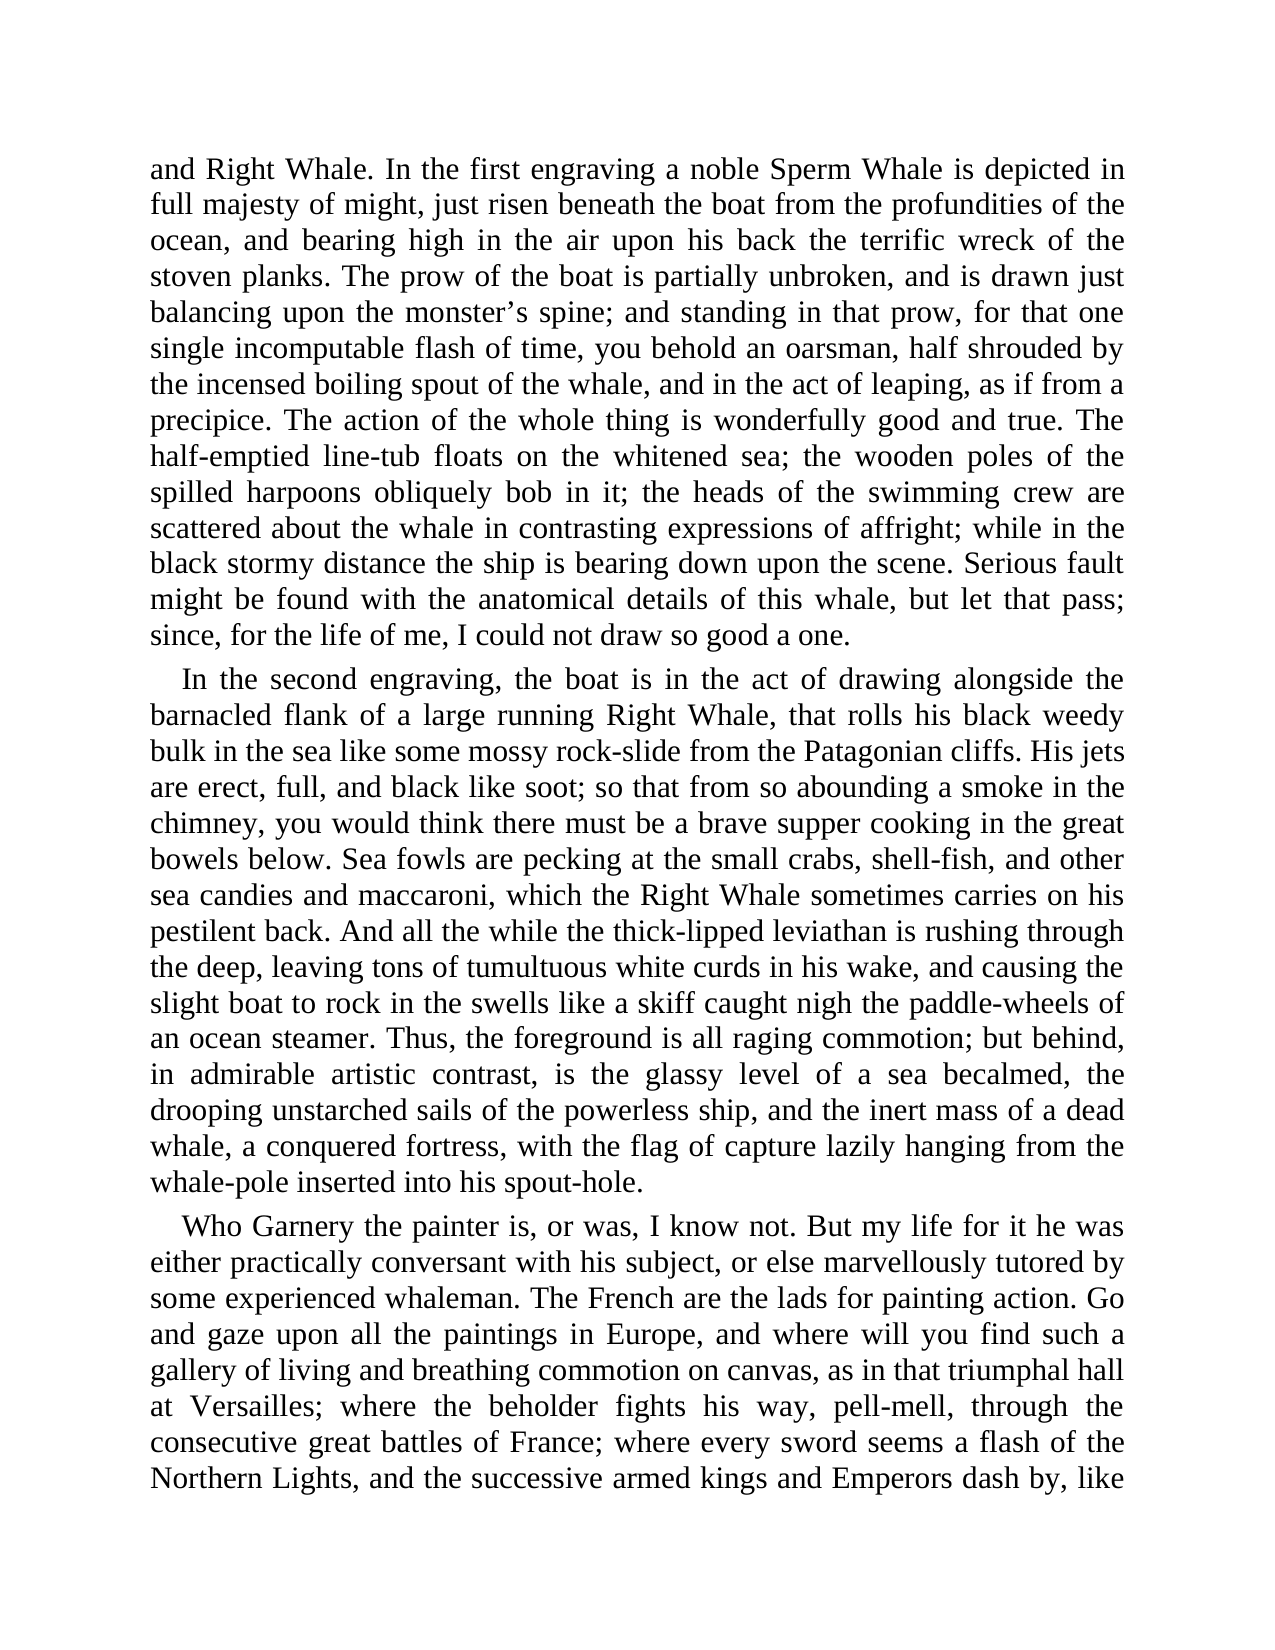 and Right Whale. In the first engraving a noble Sperm Whale is depicted in
full majesty of might, just risen beneath the boat from the profundities of the
ocean, and bearing high in the air upon his back the terrific wreck of the
stoven planks. The prow of the boat is partially unbroken, and is drawn just
balancing upon the monster’s spine; and standing in that prow, for that one
single incomputable flash of time, you behold an oarsman, half shrouded by
the incensed boiling spout of the whale, and in the act of leaping, as if from a
precipice. The action of the whole thing is wonderfully good and true. The
half-emptied line-tub floats on the whitened sea; the wooden poles of the
spilled harpoons obliquely bob in it; the heads of the swimming crew are
scattered about the whale in contrasting expressions of affright; while in the
black stormy distance the ship is bearing down upon the scene. Serious fault
might be found with the anatomical details of this whale, but let that pass;
since, for the life of me, I could not draw so good a one.
In the second engraving, the boat is in the act of drawing alongside the
barnacled flank of a large running Right Whale, that rolls his black weedy
bulk in the sea like some mossy rock-slide from the Patagonian cliffs. His jets
are erect, full, and black like soot; so that from so abounding a smoke in the
chimney, you would think there must be a brave supper cooking in the great
bowels below. Sea fowls are pecking at the small crabs, shell-fish, and other
sea candies and maccaroni, which the Right Whale sometimes carries on his
pestilent back. And all the while the thick-lipped leviathan is rushing through
the deep, leaving tons of tumultuous white curds in his wake, and causing the
slight boat to rock in the swells like a skiff caught nigh the paddle-wheels of
an ocean steamer. Thus, the foreground is all raging commotion; but behind,
in admirable artistic contrast, is the glassy level of a sea becalmed, the
drooping unstarched sails of the powerless ship, and the inert mass of a dead
whale, a conquered fortress, with the flag of capture lazily hanging from the
whale-pole inserted into his spout-hole.
Who Garnery the painter is, or was, I know not. But my life for it he was
either practically conversant with his subject, or else marvellously tutored by
some experienced whaleman. The French are the lads for painting action. Go
and gaze upon all the paintings in Europe, and where will you find such a
gallery of living and breathing commotion on canvas, as in that triumphal hall
at Versailles; where the beholder fights his way, pell-mell, through the
consecutive great battles of France; where every sword seems a flash of the
Northern Lights, and the successive armed kings and Emperors dash by, like